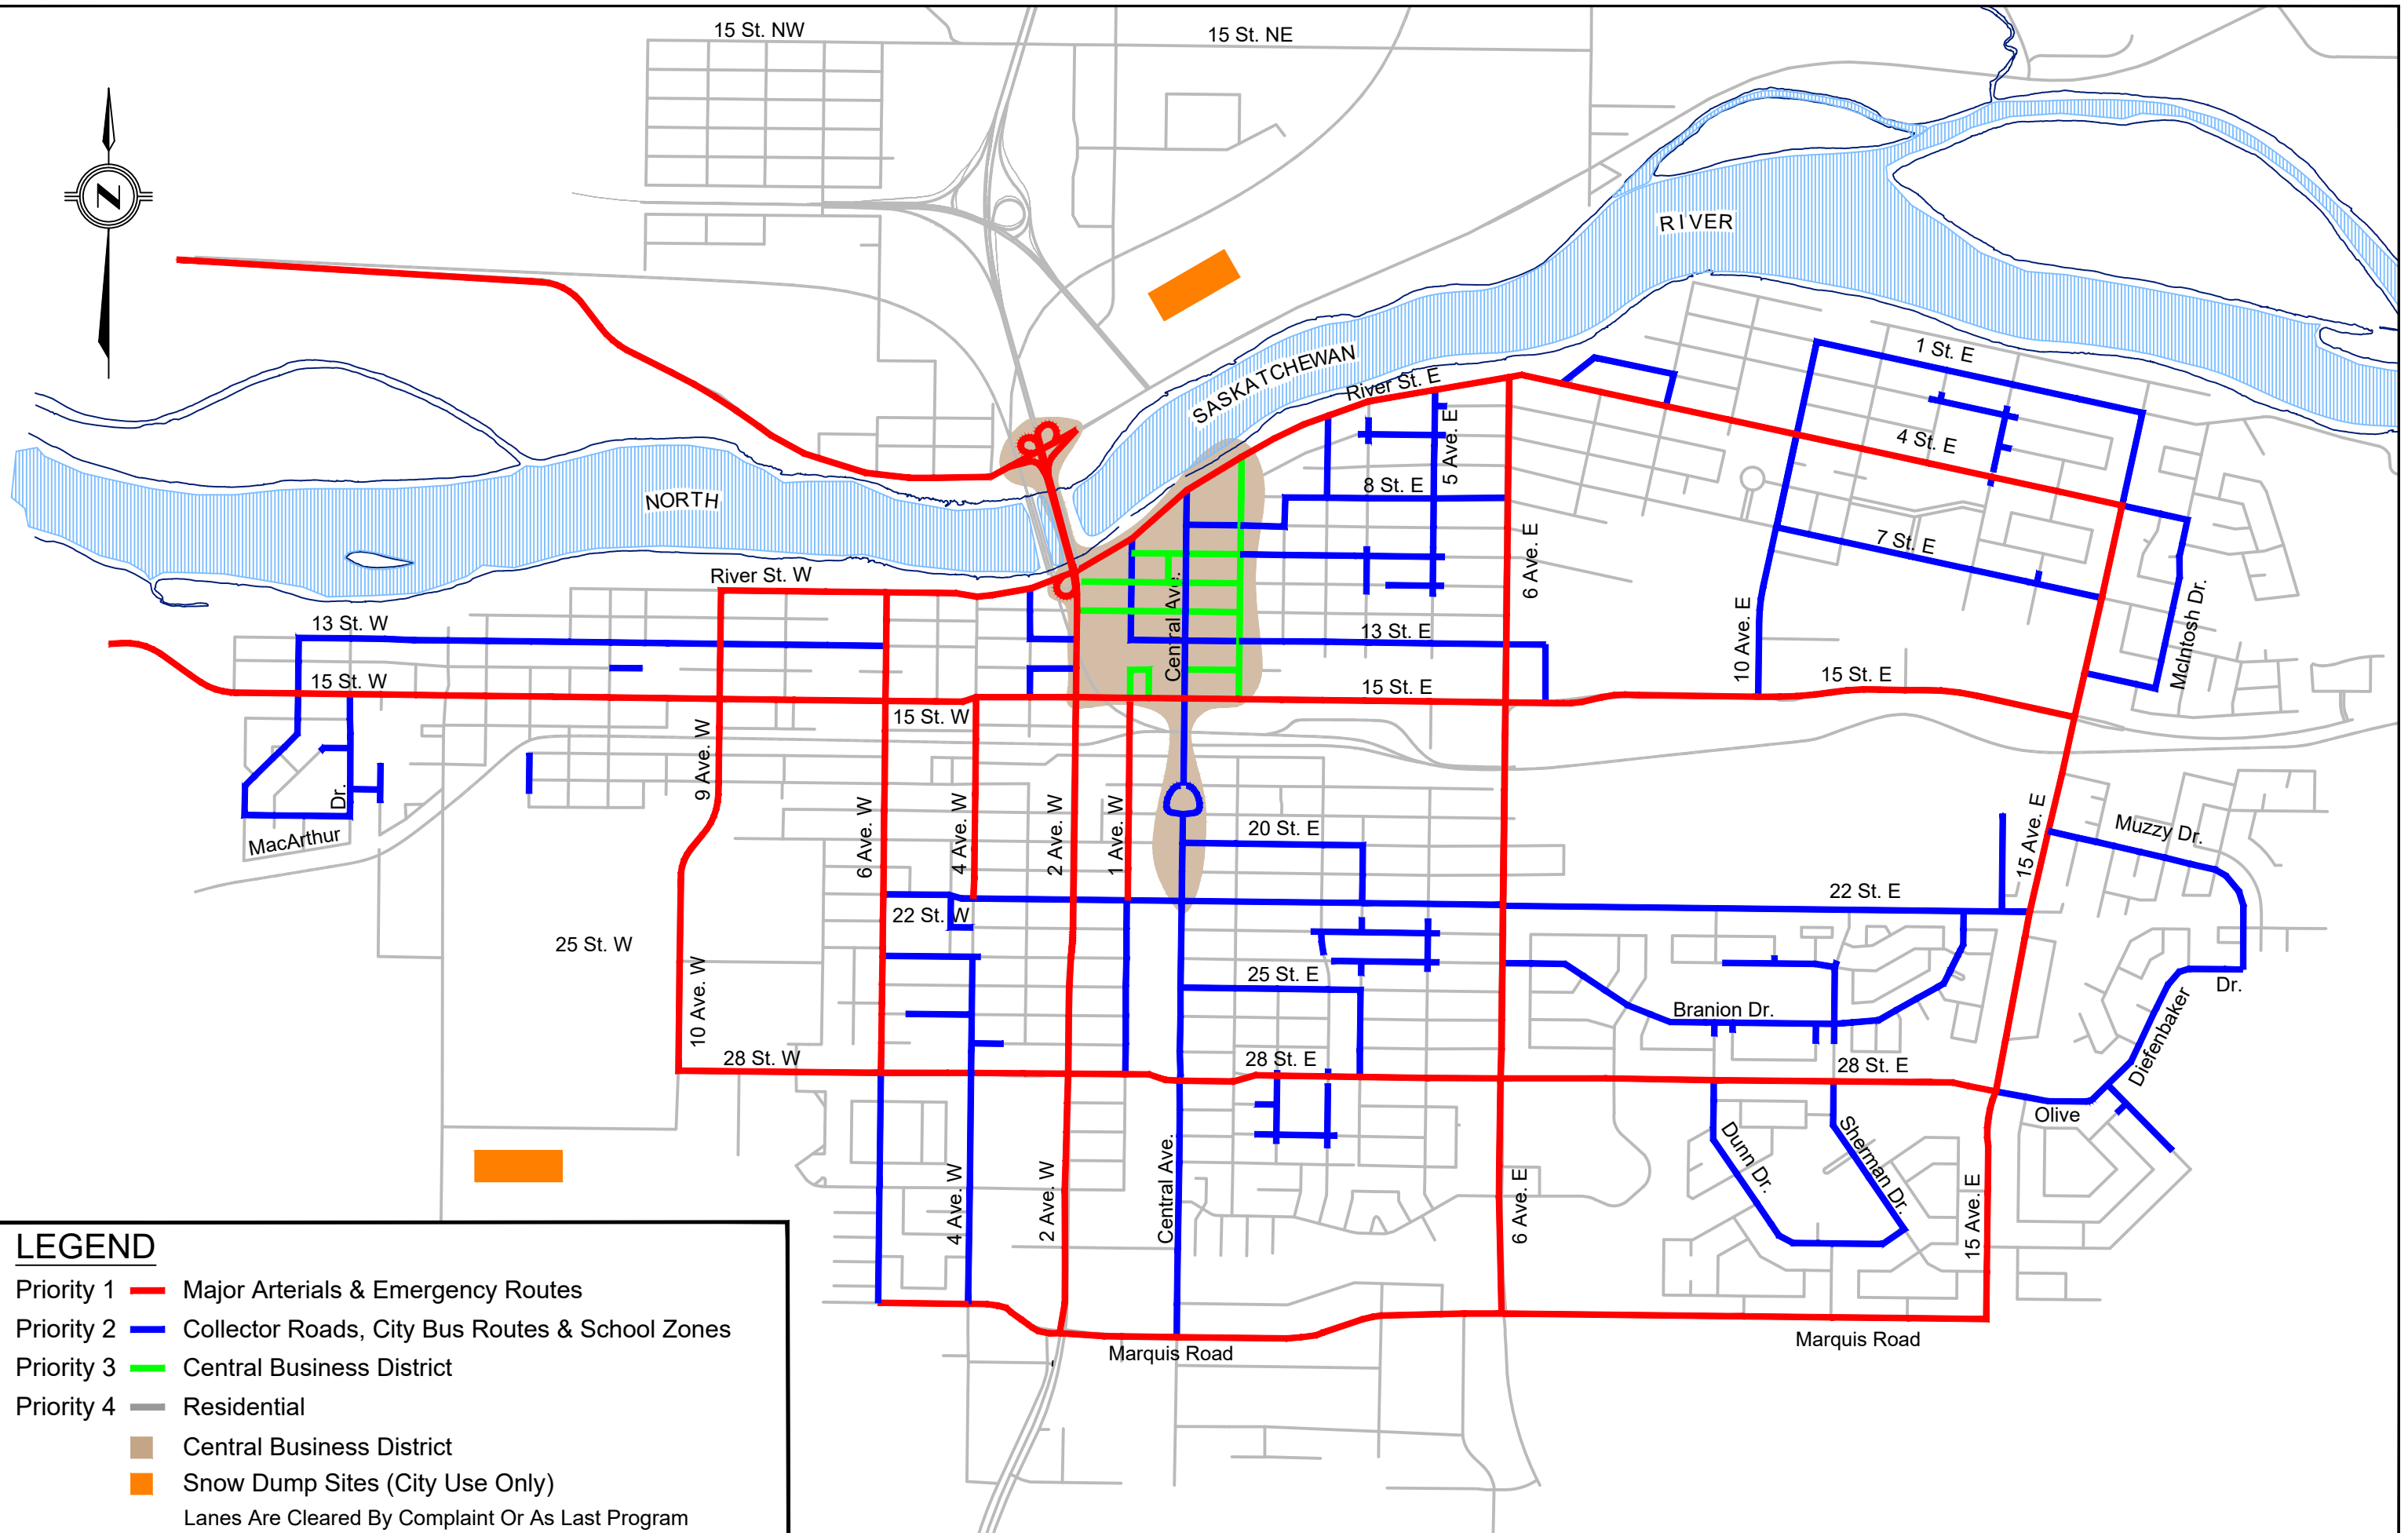 15 St. NW
15 St. NE
N
RIVER
SASKATCHEWAN
NORTH
River St. E
1 St. E
4 St. E
5 Ave. E
8 St. E
7 St. E
6 Ave. E
River St. W
Central Ave.
13 St. W
13 St. E
10 Ave. E
McIntosh Dr.
15 St. W
15 St. E
15 St. E
15 St. W
9 Ave. W
Dr.
MacArthur
6 Ave. W
4 Ave. W
2 Ave. W
1 Ave. W
20 St. E
15 Ave. E
Muzzy Dr.
22 St. W
22 St. E
25 St. W
10 Ave. W
25 St. E
Branion Dr.
Dr.
Diefenbaker
28 St. W
28 St. E
28 St. E
Olive
Dunn Dr.
Sherman Dr.
4 Ave. W
2 Ave. W
Central Ave.
6 Ave. E
15 Ave. E
Marquis Road
Marquis Road
LEGEND
Priority 1 Major Arterials & Emergency Routes
Priority 2 Collector Roads, City Bus Routes & School Zones
Priority 3 Central Business District
Priority 4 Residential
Central Business District
Snow Dump Sites (City Use Only)
Lanes Are Cleared By Complaint Or As Last Program